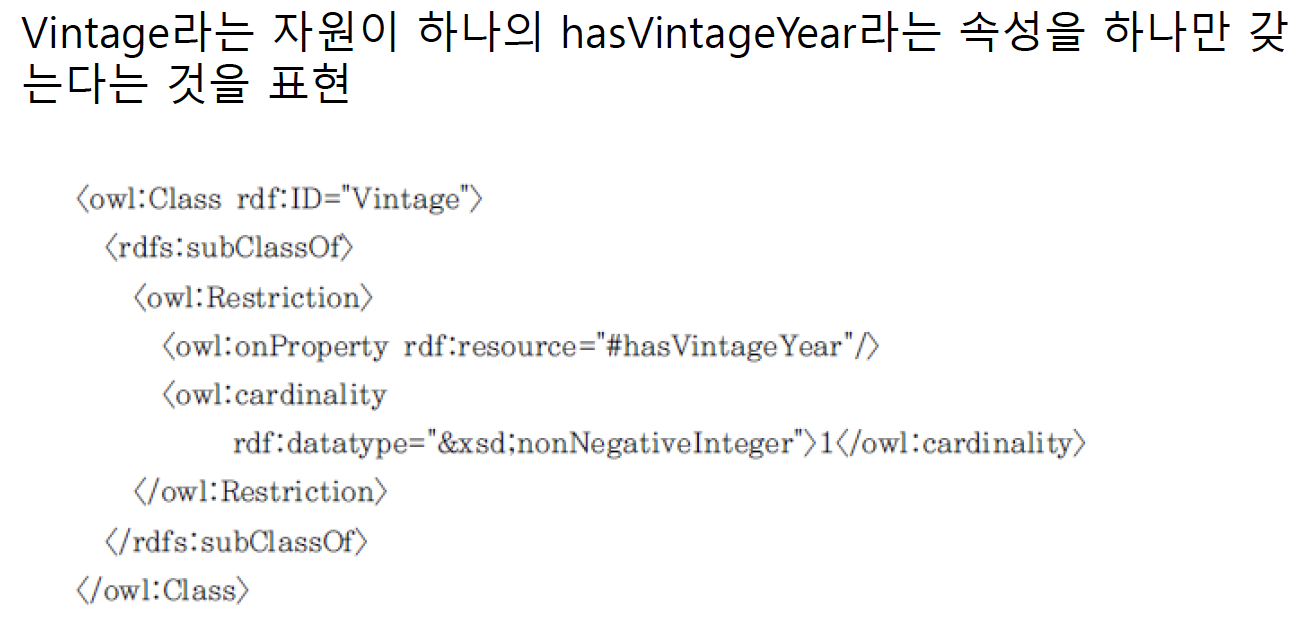 Vintage라는 자원이 하나의 hasVintageYear라는 속성을 하나만 갖
는다는 것을 표현
〈owl:Class rdf:ID="Vintage"〉
〈rdfs:subClassOf〉
〈owl:Restriction〉
〈owl:onProperty rdf:resource="#hasVintageYear"/〉
〈owl:cardinality
rdf:datatype="&xsd;nonNegativeInteger"〉1〈/owl:cardinality〉
〈/owl:Restriction〉
〈/rdfs:subClassOf〉
〈/owl:Class〉